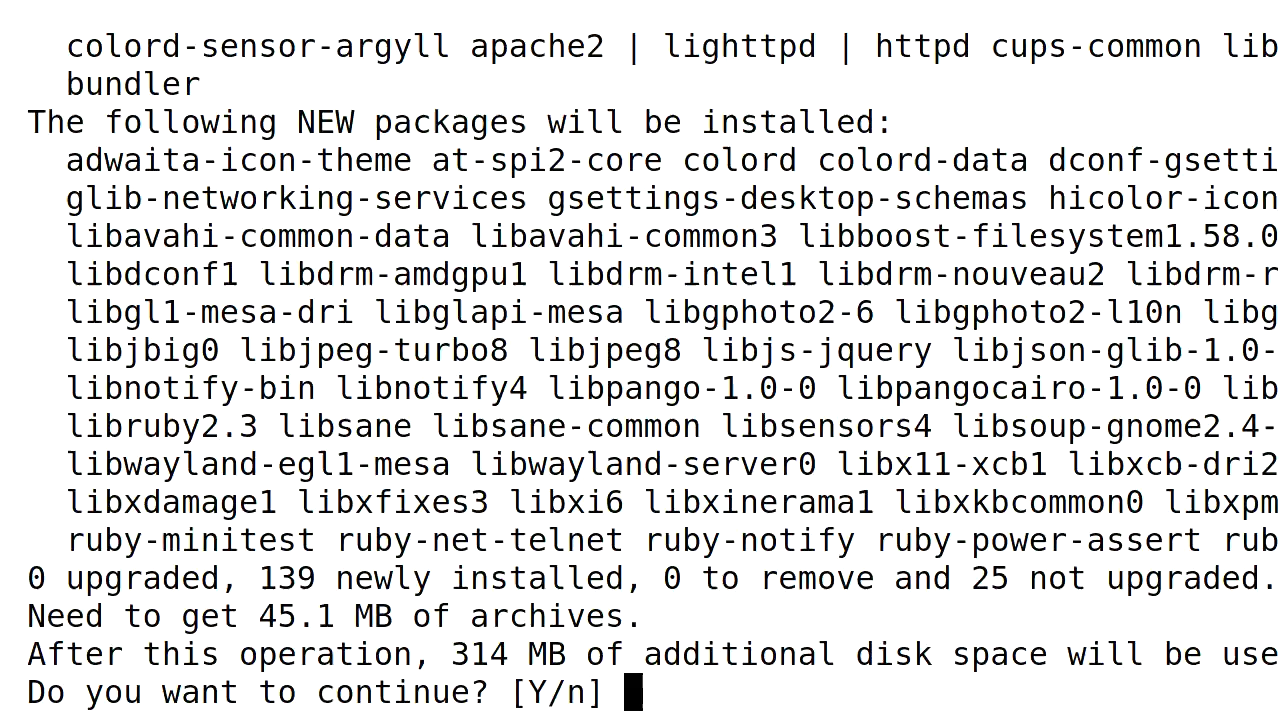 colord-sensor-argyll apache2 | lighttpd | httpd cups-common lib
bundler
The following NEW packages will be installed:
adwaita-icon-theme at-spi2-core colord colord-data dconf-gsetti
glib-networking-services gsettings-desktop-schemas hicolor-icon
libavahi-common-data libavahi-common3 libboost-filesystem1.58.0
libdconf1 libdrm-amdgpu1 libdrm-intel1 libdrm-nouveau2 libdrm-r
libgl1-mesa-dri libglapi-mesa libgphoto2-6 libgphoto2-l10n libg
libjbig0 libjpeg-turbo8 libjpeg8 libjs-jquery libjson-glib-1.0-
libnotify-bin libnotify4 libpango-1.0-0 libpangocairo-1.0-0 lib
libruby2.3 libsane libsane-common libsensors4 libsoup-gnome2.4-
libwayland-egl1-mesa libwayland-server0 libx11-xcb1 libxcb-dri2
libxdamage1 libxfixes3 libxi6 libxinerama1 libxkbcommon0 libxpm
ruby-minitest ruby-net-telnet ruby-notify ruby-power-assert rub
0 upgraded, 139 newly installed, 0 to remove and 25 not upgraded.
Need to get 45.1 MB of archives.
After this operation, 314 MB of additional disk space will be use
Do you want to continue? [Y/n]